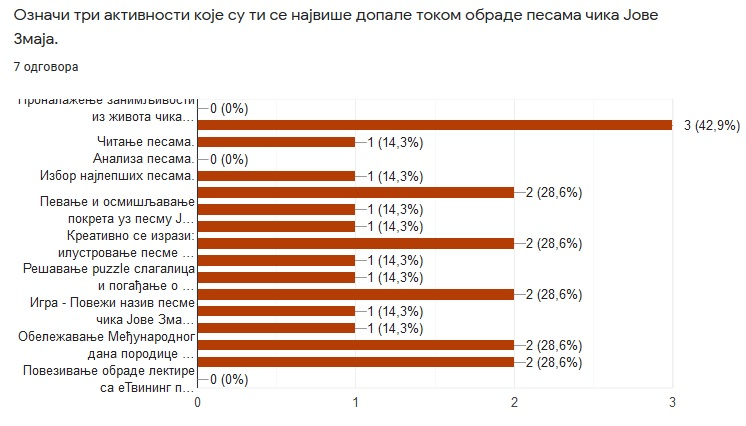 Означи три активности које су ти се највише допале током обраде песама чика Јове
Змаја.
7 одговора
Проналажење занимљивости
из живота чика…
0 (0%)
3 (42,9%)
Читање песама.
1 (14,3%)
Анализа песама.
0 (0%)
Избор најлепших песама.
1 (14,3%)
2 (28,6%)
Певање и осмишљавање
покрета уз песму Ј…
1 (14,3%)
1 (14,3%)
Креативно се изрази:
илустровање песме …
2 (28,6%)
1 (14,3%)
Решавање puzzle слагалица
и погађање о …
1 (14,3%)
2 (28,6%)
Игра - Повежи назив песме
чика Јове Зма…
1 (14,3%)
1 (14,3%)
Обележавање Међународног
дана породице …
2 (28,6%)
2 (28,6%)
Повезивање обраде лектире
са еТвининг п…
0 (0%)
0
1
2
3